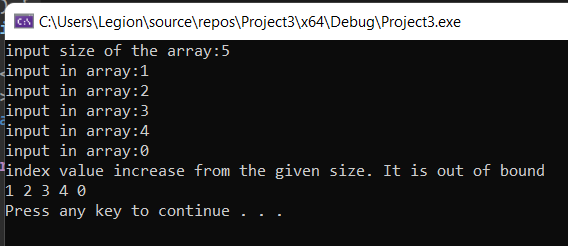 C:\Users\Legion\source\repos\Project3\x64\Debug\Project3.exe
input size of the array:5
input in array:1
input in array:2
input in array:3
input in array:4
input in array:0
index value increase from the given size. It is out of bound
1 2 3 4 0
Press any key to continue . . .